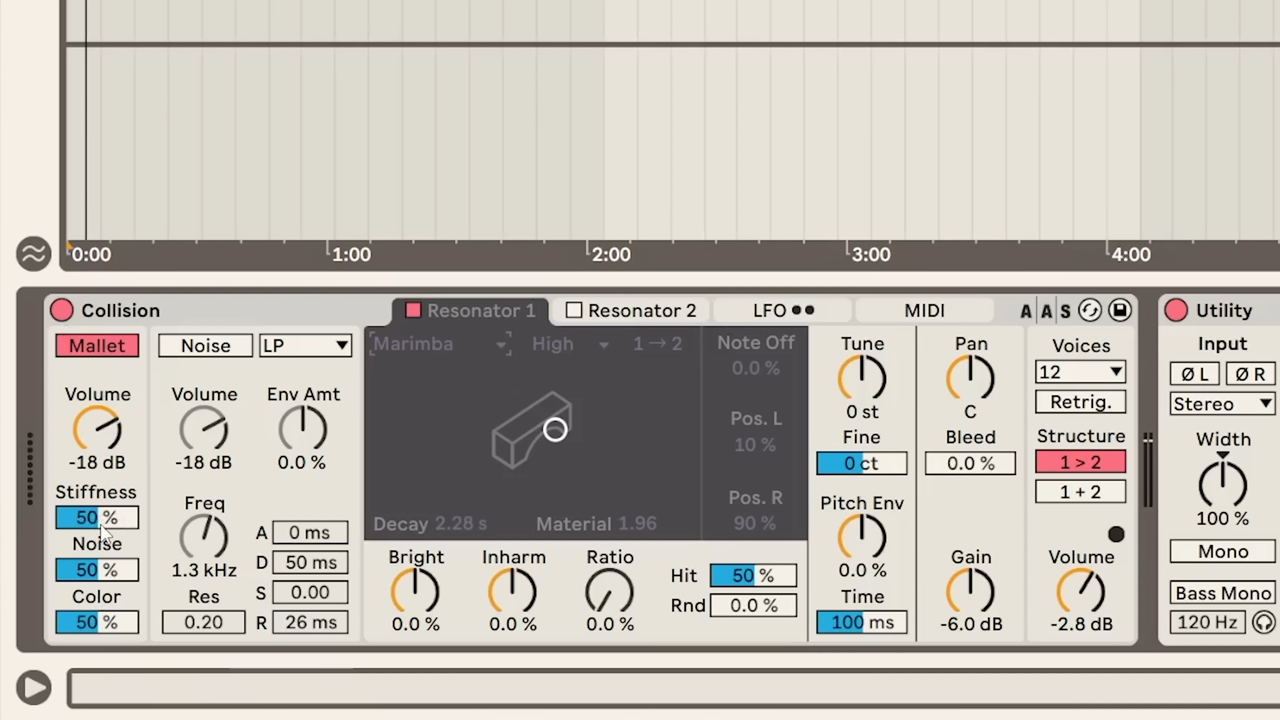 0:00 1:00 2:00 3:00 4:00
Collision Resonator 1 Resonator 2 LFO MIDI A A S Utility
Mallet Noise LP Marimba High 1→2 Note Off Tune Pan Voices Input
0.0 % 12 Ø L Ø R
Volume Volume Env Amt 0 st C Retrig. Stereo
-18 dB -18 dB 0.0 % Pos. L Fine Bleed Structure Width
10 % 0 ct 0.0 % 1 > 2
Stiffness Freq Pos. R Pitch Env 1 + 2
50 % A 0 ms Decay 2.28 s Material 1.96 90 % 100 %
Noise 1.3 kHz D 50 ms Bright Inharm Ratio 0.0 % Gain Volume Mono
50 % Hit 50 %
Color Res S 0.00 Rnd 0.0 % Time Bass Mono
50 % 0.20 R 26 ms 0.0 % 0.0 % 0.0 % 100 ms -6.0 dB -2.8 dB 120 Hz